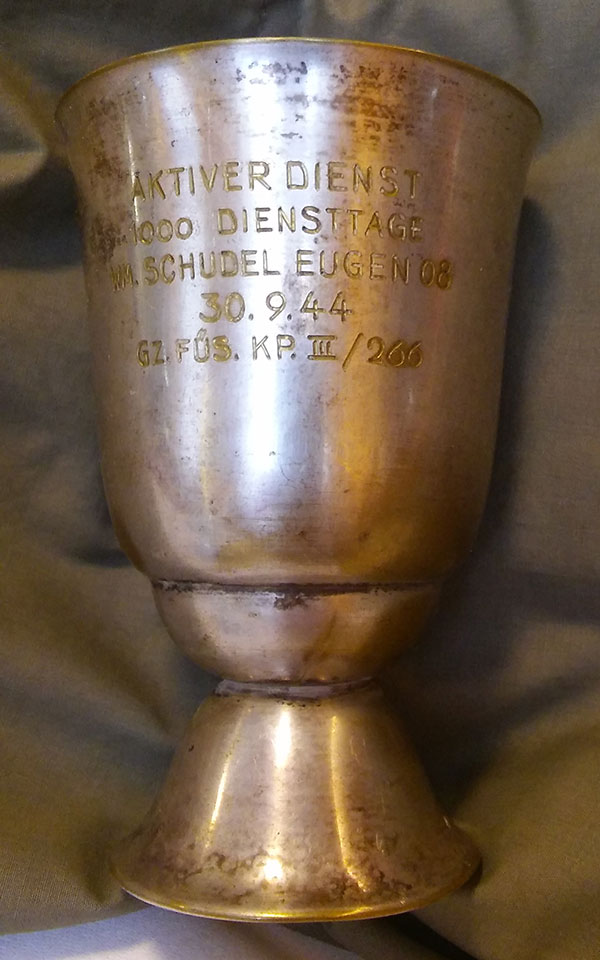 AKTIVER DIENST
1000 DIENSTTAGE
WM. SCHUDEL EUGEN 08
30.9.44
GZ. FÜS. KP. III/266